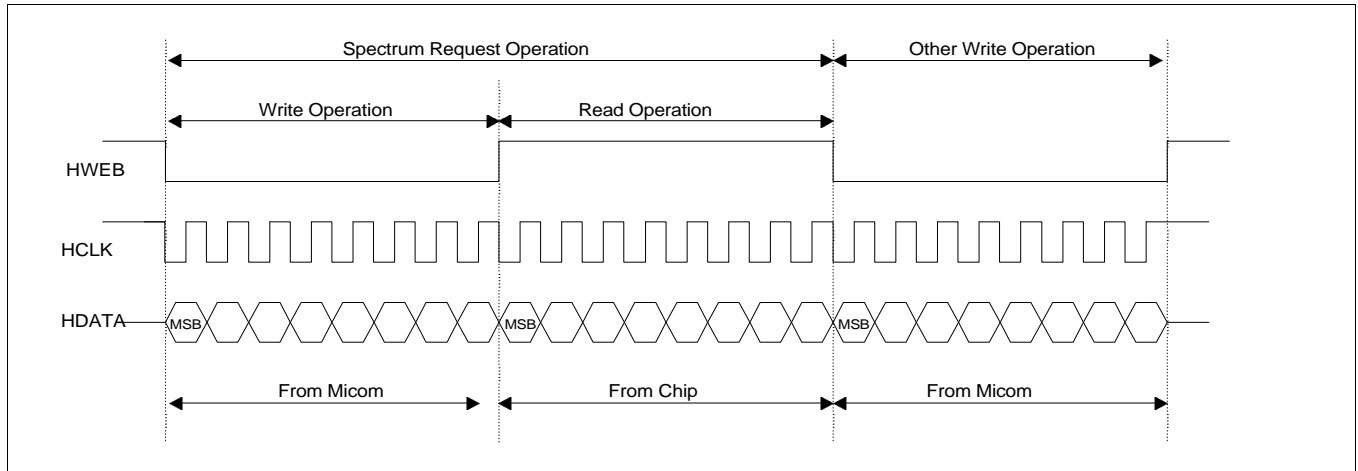 Spectrum Request Operation Other Write Operation
Write Operation Read Operation
HWEB
HCLK
HDATA MSB MSB MSB
From Micom From Chip From Micom